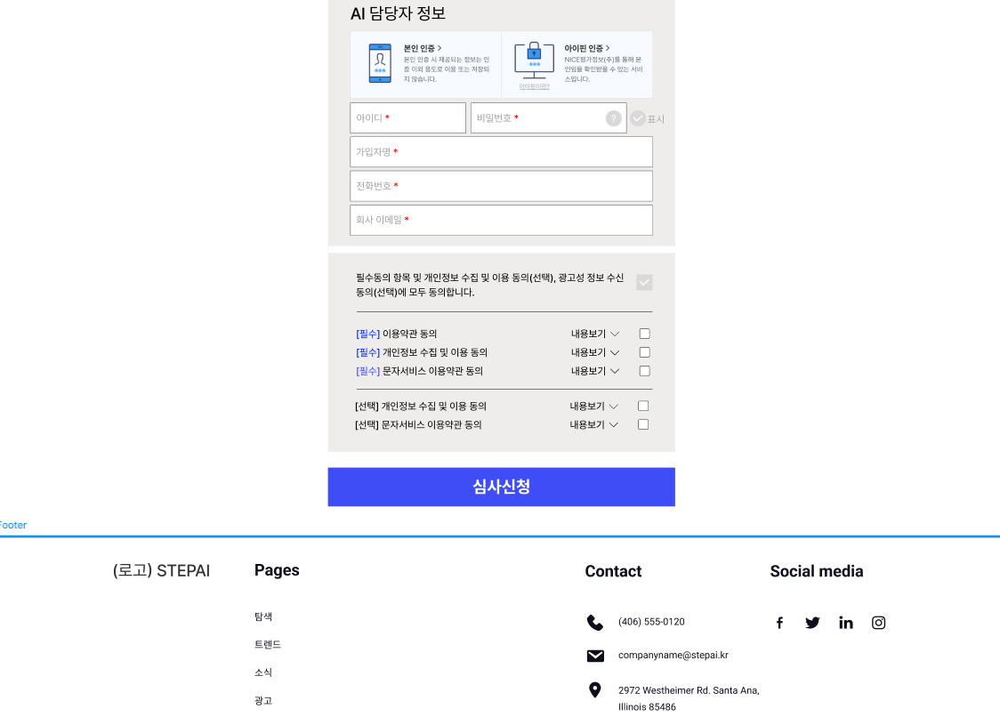 AI 담당자 정보
본인 인증 >
본인 인증 시 제공되는 정보는 인
증 이외 용도로 이용 또는 저장되
지 않습니다.
***
아이핀 인증 >
NICE평가정보(주)를 통해 본
인임을 확인받을 수 있는 서비
스입니다.
***
아이핀이란?
아이디 *
비밀번호 *
?
표시
가입자명 *
전화번호 *
회사 이메일 *
필수동의 항목 및 개인정보 수집 및 이용 동의(선택), 광고성 정보 수신
동의(선택)에 모두 동의합니다.
[필수] 이용약관 동의 내용보기
[필수] 개인정보 수집 및 이용 동의 내용보기
[필수] 문자서비스 이용약관 동의 내용보기
[선택] 개인정보 수집 및 이용 동의 내용보기
[선택] 문자서비스 이용약관 동의 내용보기
심사신청
Footer
(로고) STEPAI
Pages
탐색
트렌드
소식
광고
Contact
(406) 555-0120
companyname@stepai.kr
2972 Westheimer Rd. Santa Ana,
Illinois 85486
Social media